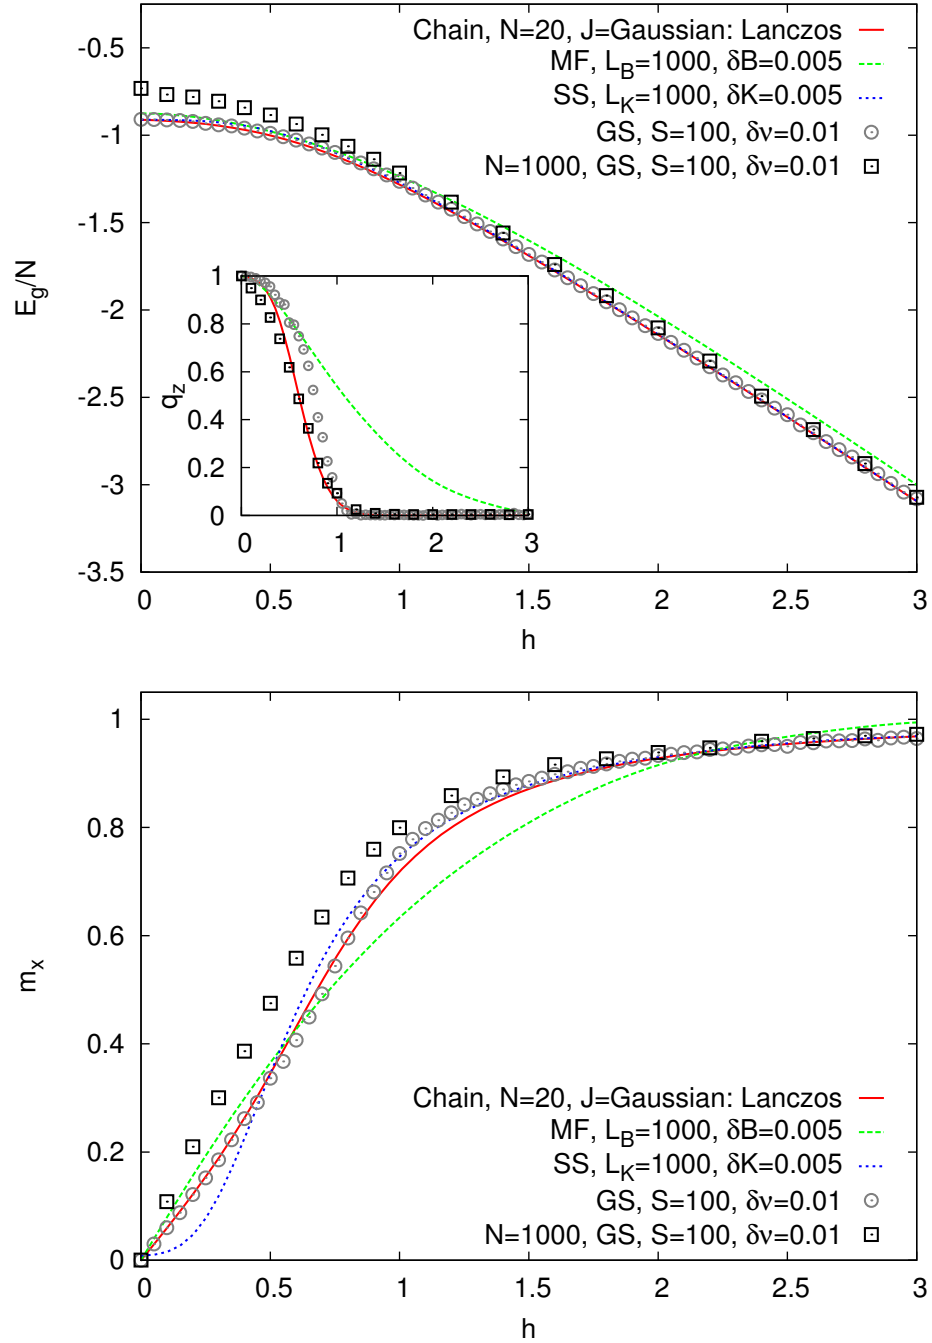 -0.5
-1
-1.5
-2
-2.5
-3
-3.5
E_g/N
Chain, N=20, J=Gaussian: Lanczos
MF, L_B=1000, δB=0.005
SS, L_K=1000, δK=0.005
GS, S=100, δν=0.01
N=1000, GS, S=100, δν=0.01
1
0.8
0.6
0.4
0.2
0
q_z
0 1 2 3
0 0.5 1 1.5 2 2.5 3
h
1
0.8
0.6
0.4
0.2
0
m_x
Chain, N=20, J=Gaussian: Lanczos
MF, L_B=1000, δB=0.005
SS, L_K=1000, δK=0.005
GS, S=100, δν=0.01
N=1000, GS, S=100, δν=0.01
0 0.5 1 1.5 2 2.5 3
h